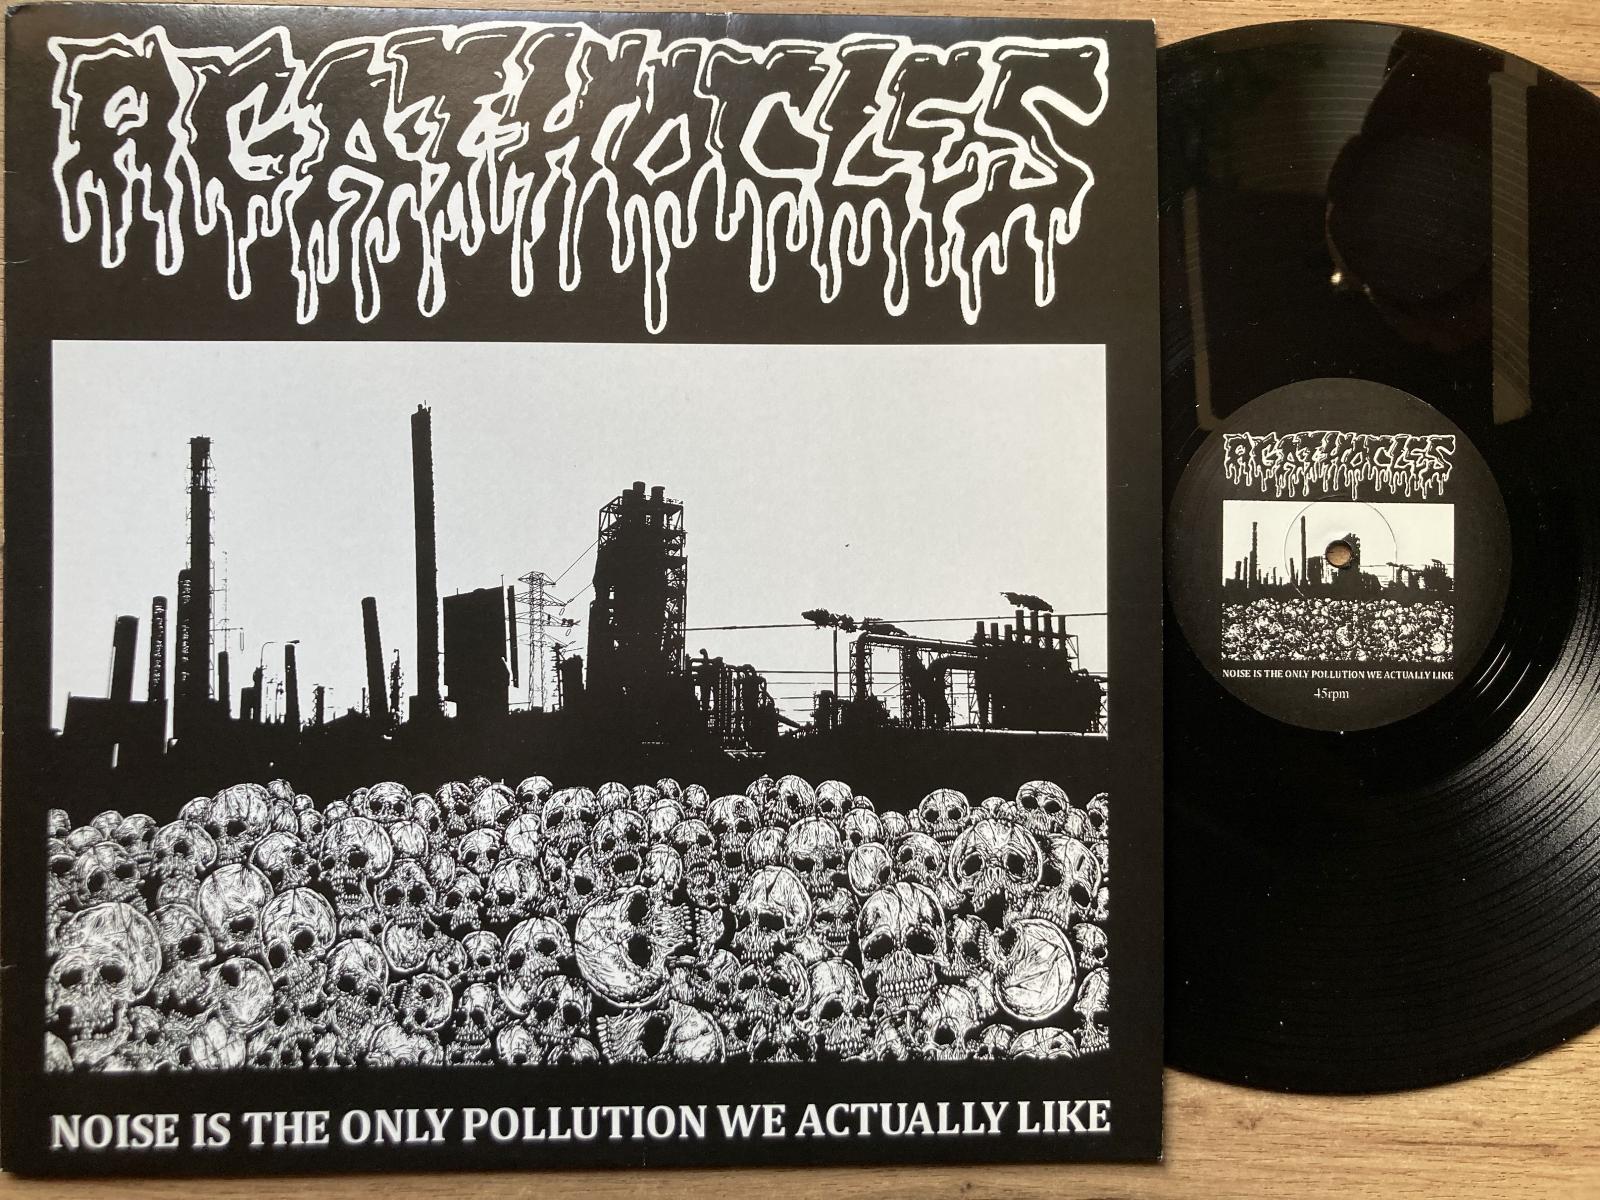 AGATHOCLES
NOISE IS THE ONLY POLLUTION WE ACTUALLY LIKE
AGATHOCLES
NOISE IS THE ONLY POLLUTION WE ACTUALLY LIKE
45rpm